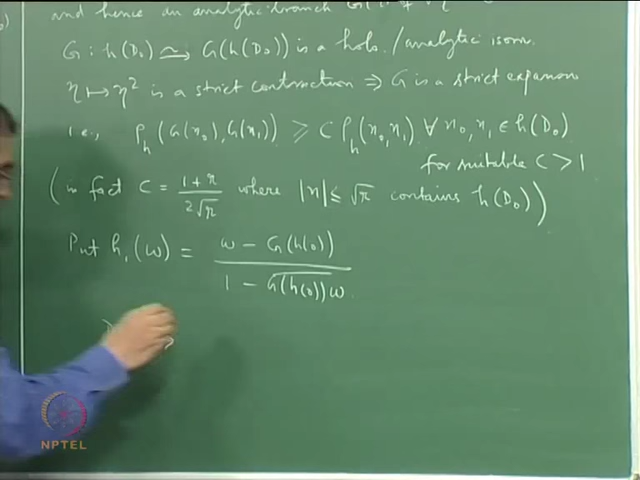 and hence an analytic branch G
G : h(D₀) ≃→ G(h(D₀)) is a holo./analytic isom.
η ↦ η² is a strict contraction ⇒ G is a strict expansion
i.e., ρₕ(G(η₀), G(η₁)) ≥ C ρₕ(η₀, η₁) ∀ η₀, η₁ ∈ h(D₀)
for suitable C > 1
(in fact C = (1+r)/(2√r) where |η| ≤ √r contains h(D₀))
Put h₁(ω) = (ω − G(h(0)))/(1 − \overline{G(h(0))}ω)
NPTEL